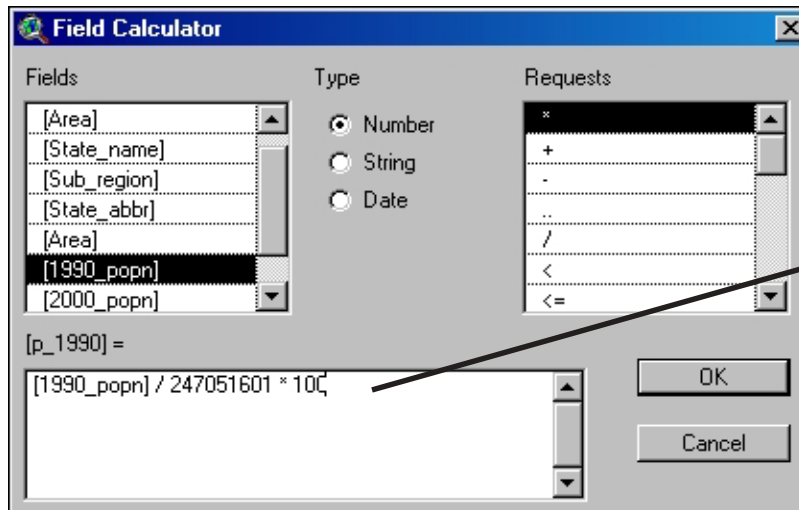 Field Calculator
Fields
[Area]
[State_name]
[Sub_region]
[State_abbr]
[Area]
[1990_popn]
[2000_popn]
Type
Number
String
Date
Requests
*
+
-
..
/
<
<=
[p_1990] =
[1990_popn] / 247051601 * 100
OK
Cancel